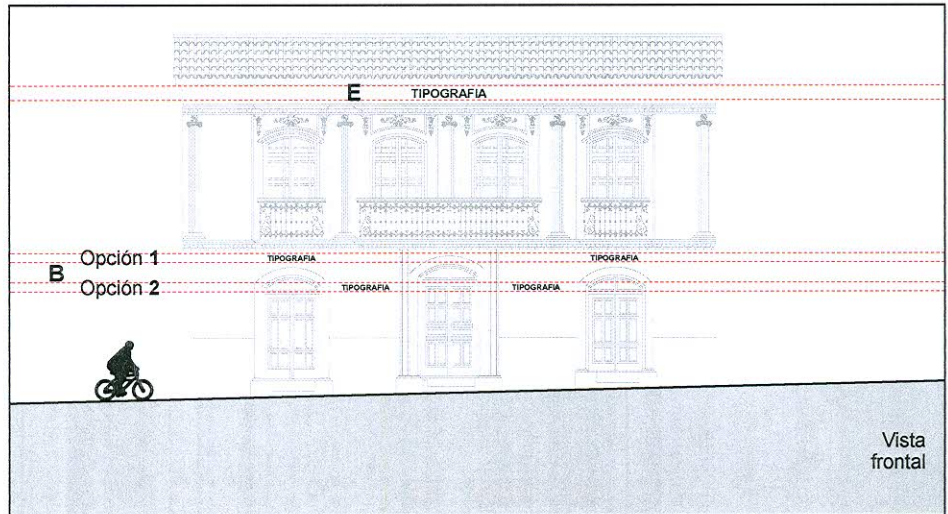 E TIPOGRAFIA
Opción 1 TIPOGRAFIA TIPOGRAFIA
B
Opción 2 TIPOGRAFIA TIPOGRAFIA
Vista
frontal